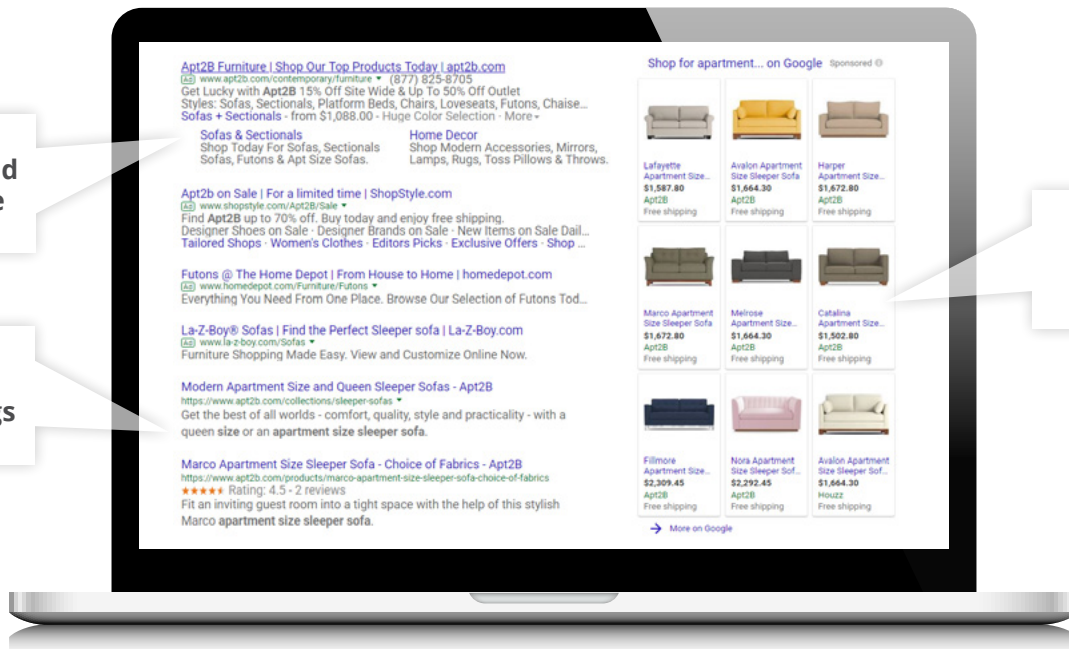 Apt2B Furniture | Shop Our Top Products Today | apt2b.com
Ad www.apt2b.com/contemporary/furniture ▾ (877) 825-8705
Get Lucky with Apt2B 15% Off Site Wide & Up To 50% Off Outlet
Styles: Sofas, Sectionals, Platform Beds, Chairs, Loveseats, Futons, Chaise...
Sofas + Sectionals - from $1,088.00 - Huge Color Selection · More ▾
Sofas & Sectionals
Shop Today For Sofas, Sectionals
Sofas, Futons & Apt Size Sofas.
Home Decor
Shop Modern Accessories, Mirrors,
Lamps, Rugs, Toss Pillows & Throws.
Apt2b on Sale | For a limited time | ShopStyle.com
Ad www.shopstyle.com/Apt2B/Sale ▾
Find Apt2B up to 70% off. Buy today and enjoy free shipping.
Designer Shoes on Sale · Designer Brands on Sale · New Items on Sale Dail...
Tailored Shops · Women's Clothes · Editors Picks · Exclusive Offers · Shop ...
Futons @ The Home Depot | From House to Home | homedepot.com
Ad www.homedepot.com/Furniture/Futons ▾
Everything You Need From One Place. Browse Our Selection of Futons Tod...
La-Z-Boy® Sofas | Find the Perfect Sleeper sofa | La-Z-Boy.com
Ad www.la-z-boy.com/Sofas ▾
Furniture Shopping Made Easy. View and Customize Online Now.
Modern Apartment Size and Queen Sleeper Sofas - Apt2B
https://www.apt2b.com/collections/sleeper-sofas ▾
Get the best of all worlds - comfort, quality, style and practicality - with a
queen size or an apartment size sleeper sofa.
Marco Apartment Size Sleeper Sofa - Choice of Fabrics - Apt2B
https://www.apt2b.com/products/marco-apartment-size-sleeper-sofa-choice-of-fabrics
Rating: 4.5 - 2 reviews
Fit an inviting guest room into a tight space with the help of this stylish
Marco apartment size sleeper sofa.
Shop for apartment... on Google Sponsored
Lafayette
Apartment Size...
$1,587.80
Apt2B
Free shipping
Avalon Apartment
Size Sleeper Sofa
$1,664.30
Apt2B
Free shipping
Harper
Apartment Size...
$1,672.80
Apt2B
Free shipping
Marco Apartment
Size Sleeper Sofa
$1,672.80
Apt2B
Free shipping
Melrose
Apartment Size...
$1,664.30
Apt2B
Free shipping
Catalina
Apartment Size...
$1,502.80
Apt2B
Free shipping
Fillmore
Apartment Size...
$2,309.45
Apt2B
Free shipping
Nora Apartment
Size Sleeper Sof...
$2,292.45
Apt2B
Free shipping
Avalon Apartment
Size Sleeper Sof...
$1,664.30
Houzz
Free shipping
→ More on Google